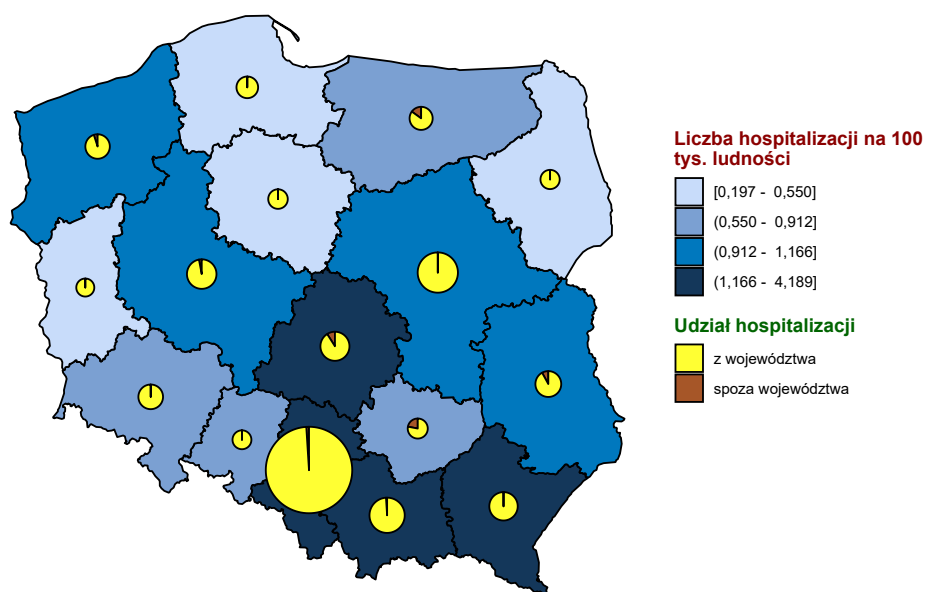 Liczba hospitalizacji na 100
tys. ludności
[0,197 - 0,550]
(0,550 - 0,912]
(0,912 - 1,166]
(1,166 - 4,189]
Udział hospitalizacji
z województwa
spoza województwa